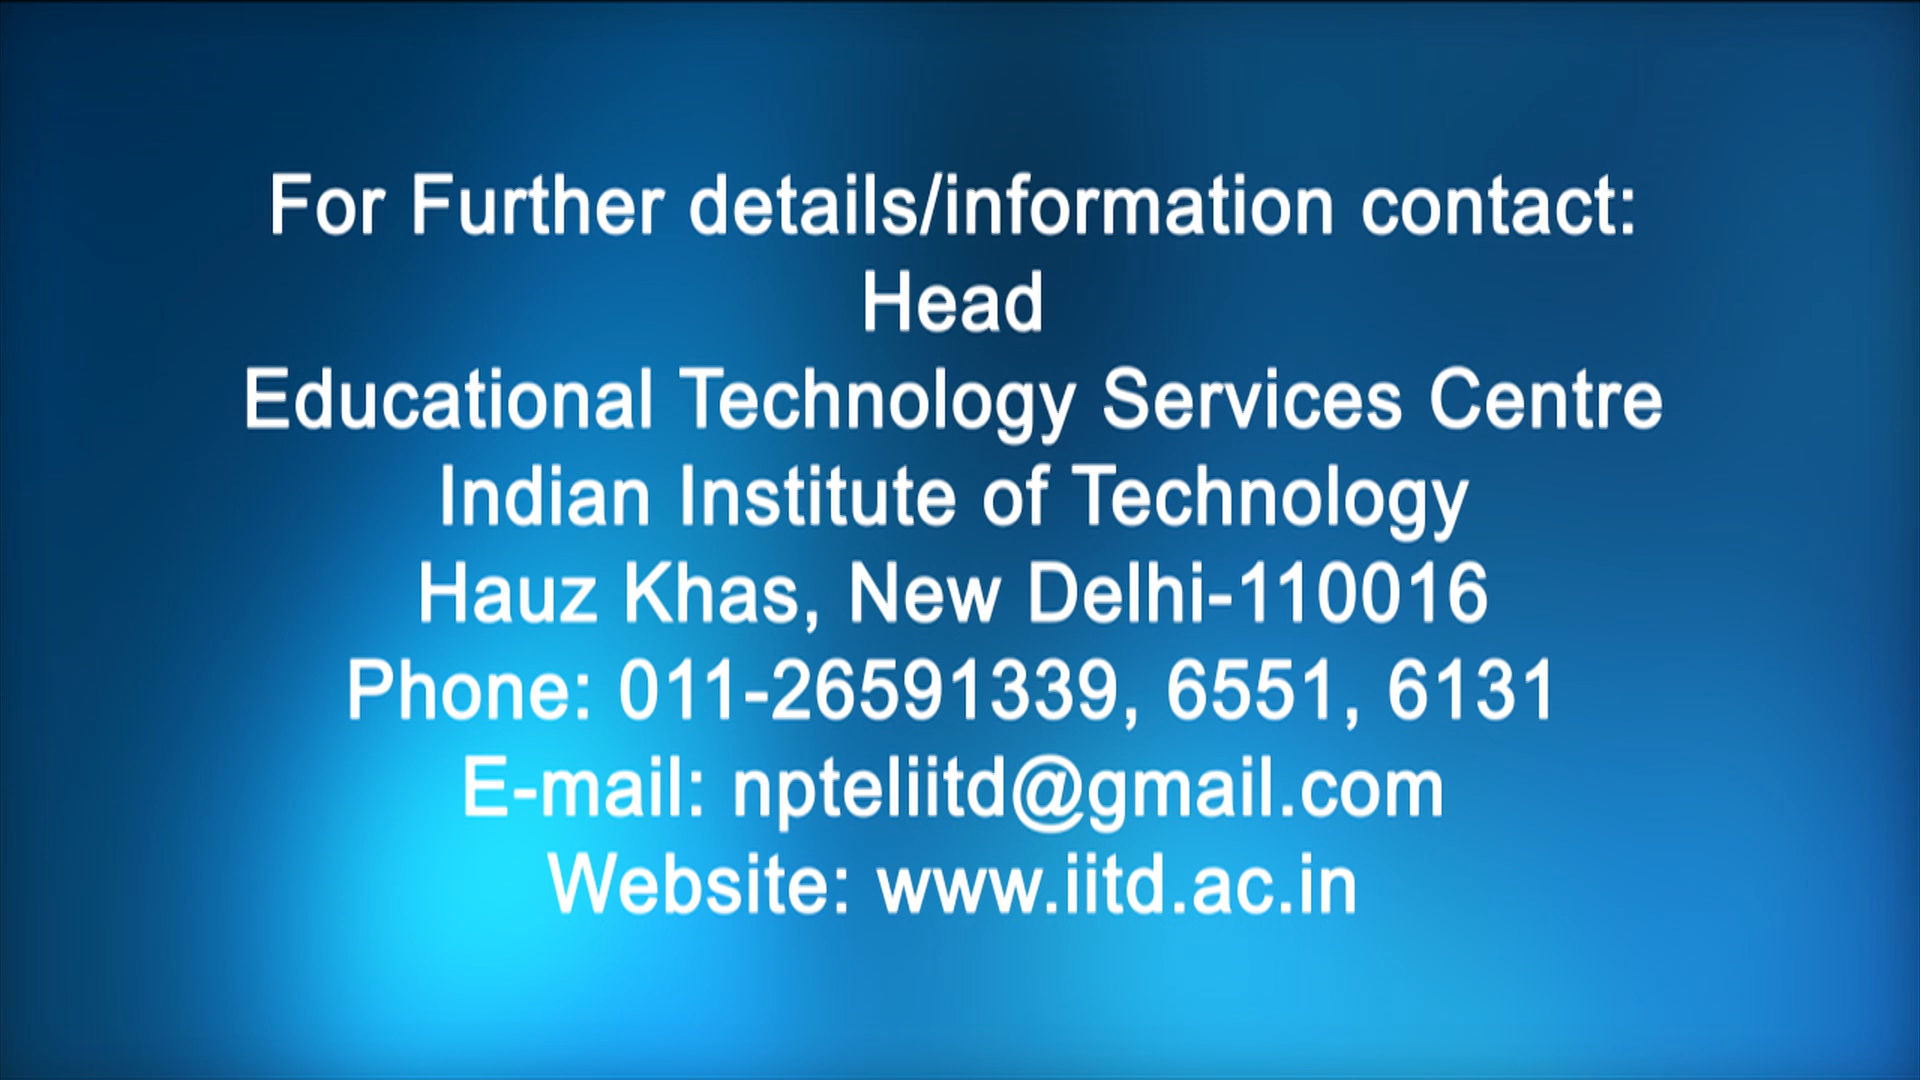 For Further details/information contact:
Head
Educational Technology Services Centre
Indian Institute of Technology
Hauz Khas, New Delhi-110016
Phone: 011-26591339, 6551, 6131
E-mail: npteliitd@gmail.com
Website: www.iitd.ac.in